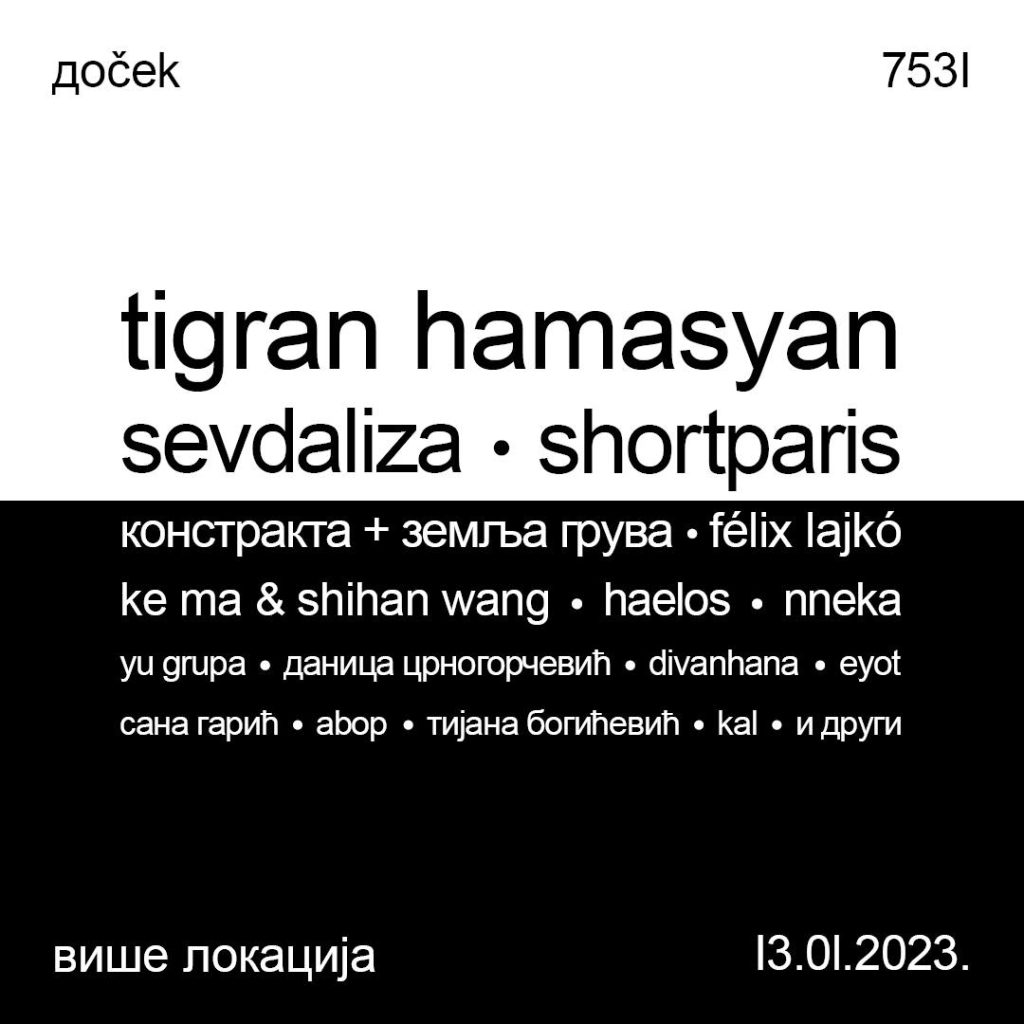 доček
753I
tigran hamasyan
sevdaliza • shortparis
констракта + земља грува • félix lajkó
ke ma & shihan wang • haelos • nneka
yu grupa • даница црногорчевић • divanhana • eyot
сана гарић • abop • тијана богићевић • kal • и други
више локација
I3.0I.2023.